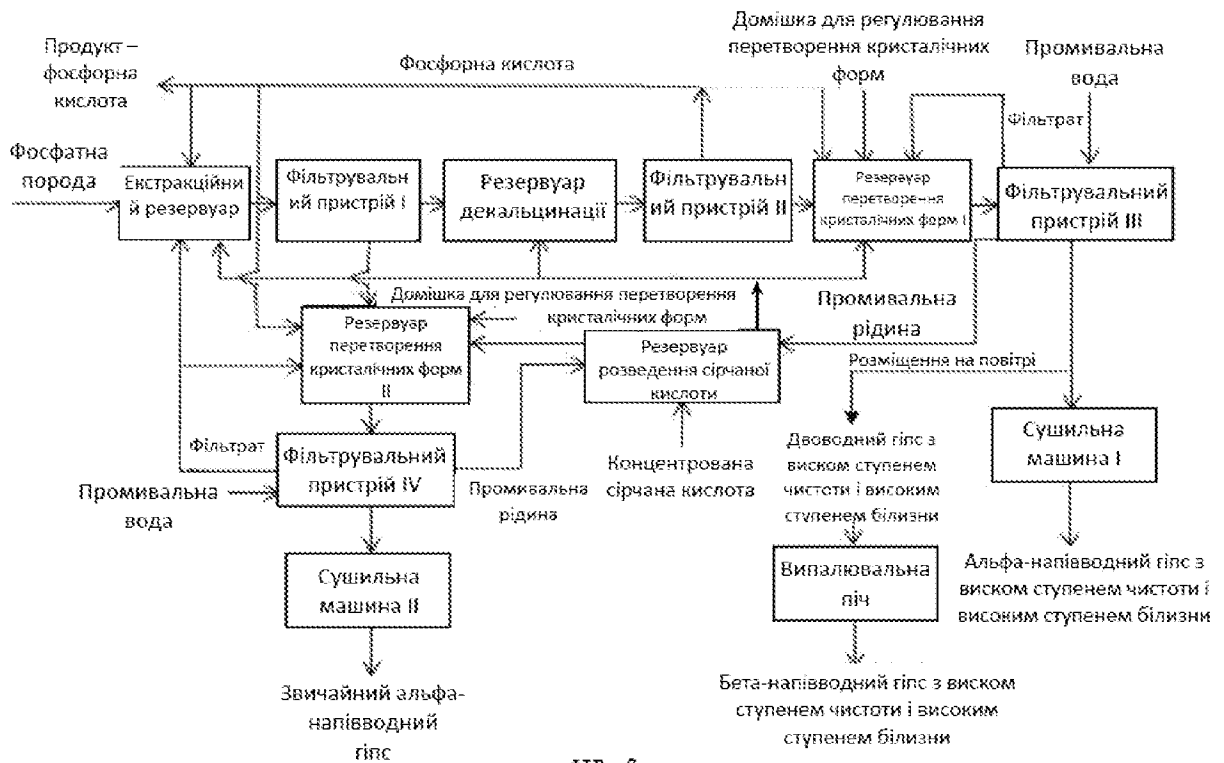 Продукт –
фосфорна
кислота
Фосфорна кислота
Домішка для регулювання
перетворення кристалічних
форм
Промивальна
вода
Фільтрат
Фосфатна
порода
Екстракційни
й резервуар
Фільтрувальн
ий пристрій I
Резервуар
декальцинації
Фільтрувальн
ий пристрій II
Резервуар
перетворення
кристалічних форм I
Фільтрувальний
пристрій III
Домішка для регулювання перетворення
кристалічних форм
Промивальна
рідина
Резервуар
перетворення
кристалічних форм
II
Резервуар
розведення сірчаної
кислоти
Розміщення на повітрі
Фільтрат
Фільтрувальний
пристрій IV
Промивальна
рідина
Концентрована
сірчана кислота
Двоводний гіпс з
виском ступенем
чистоти і високим
ступенем білизни
Сушильна
машина I
Промивальна
вода
Сушильна
машина II
Випалювальна
піч
Альфа-напівводний гіпс з
виском ступенем чистоти і
високим ступенем білизни
Звичайний альфа-
напівводний
гіпс
Бета-напівводний гіпс з виском
ступенем чистоти і високим
ступенем білизни